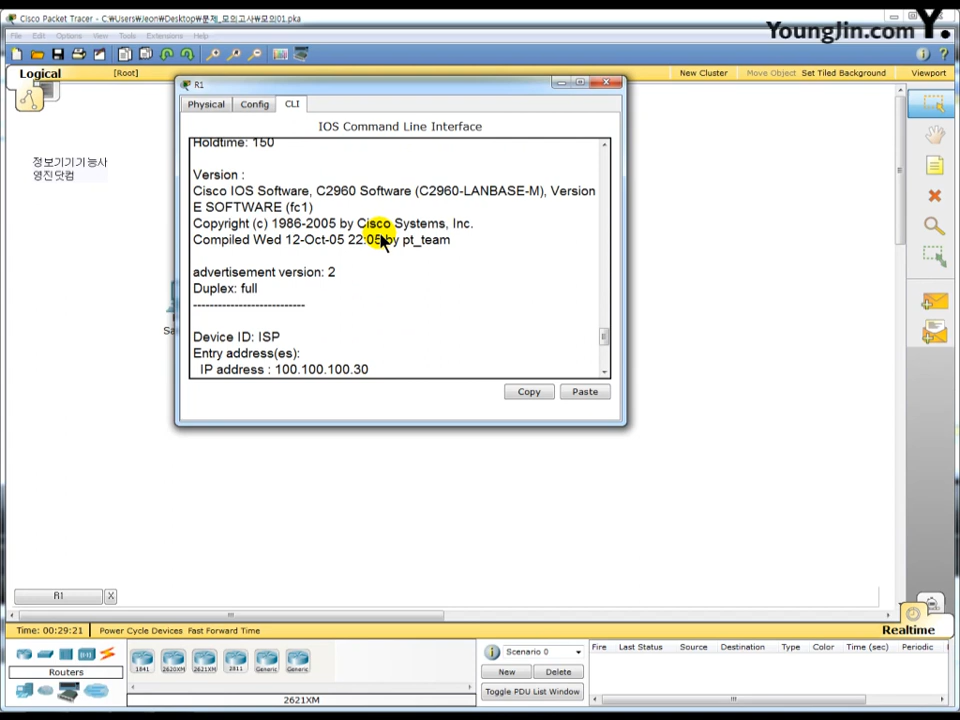 Cisco Packet Tracer - C:\Users\Jeon\Desktop\문제_모의고사\모의01.pka
YoungJin.com Y.
File Edit Options View Tools Extensions Help
Logical [Root] New Cluster Move Object Set Tiled Background Viewport
R1
Physical Config CLI
IOS Command Line Interface
Holdtime: 150
Version :
Cisco IOS Software, C2960 Software (C2960-LANBASE-M), Version
E SOFTWARE (fc1)
Copyright (c) 1986-2005 by Cisco Systems, Inc.
Compiled Wed 12-Oct-05 22:05 by pt_team
advertisement version: 2
Duplex: full
---------------------------
Device ID: ISP
Entry address(es):
IP address : 100.100.100.30
Copy Paste
정보기기기능사
영진닷컴
R1 X
Time: 00:29:21 Power Cycle Devices Fast Forward Time
Realtime
Routers
1841 2620XM 2621XM 2811 Generic Generic
2621XM
Scenario 0
New Delete
Toggle PDU List Window
Fire Last Status Source Destination Type Color Time (sec) Periodic